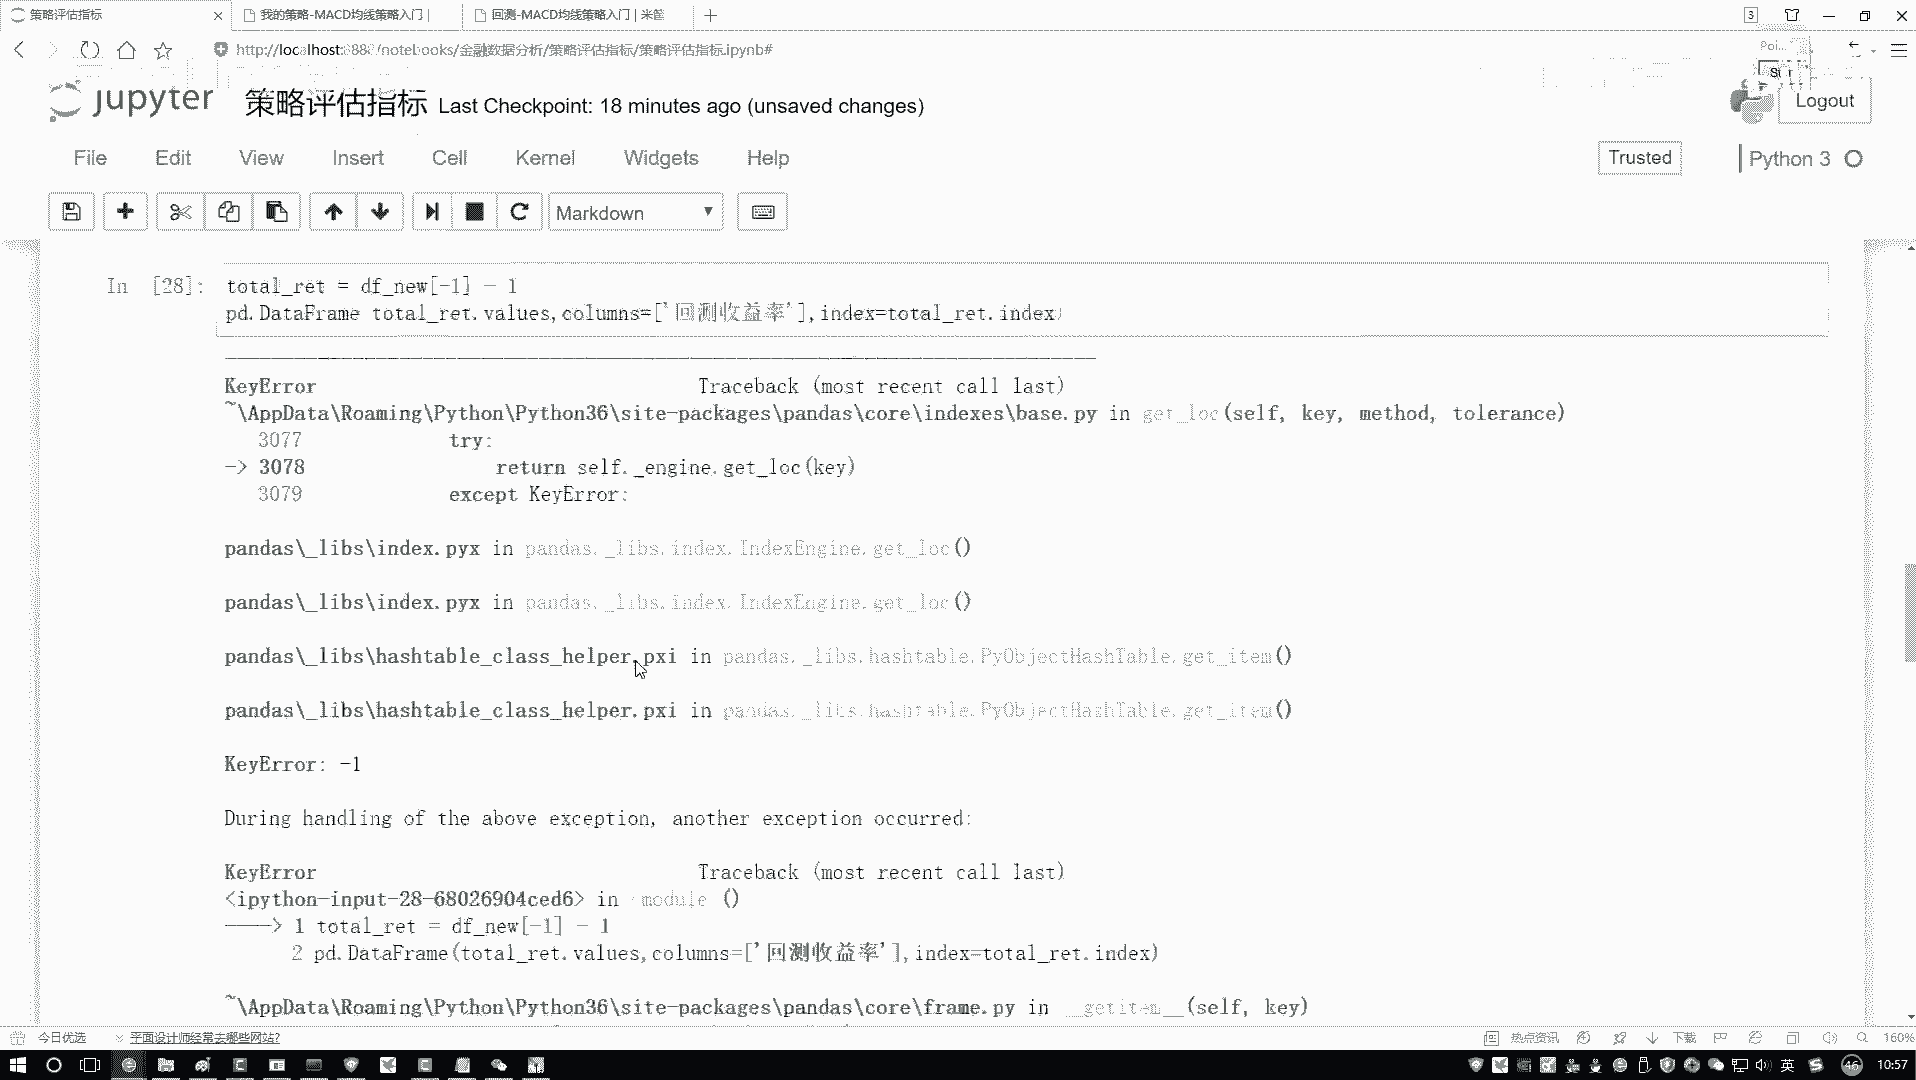 策略评估指标
我的策略-MACD均线策略入门 |
回测-MACD均线策略入门 | 米筐
3
http://localhost:888/notebooks/金融数据分析/策略评估指标/策略评估指标.ipynb#
Poi...
jupyter 策略评估指标 Last Checkpoint: 18 minutes ago (unsaved changes)
Logout
File Edit View Insert Cell Kernel Widgets Help
Trusted
Python 3
Markdown
In [28]: total_ret = df_new[-1] - 1
pd.DataFrame total_ret.values,columns=['回测收益率'],index=total_ret.index)
KeyError Traceback (most recent call last)
~\AppData\Roaming\Python\Python36\site-packages\pandas\core\indexes\base.py in get_loc(self, key, method, tolerance)
3077 try:
-> 3078 return self._engine.get_loc(key)
3079 except KeyError:
pandas\_libs\index.pyx in pandas._libs.index.IndexEngine.get_loc()
pandas\_libs\index.pyx in pandas._libs.index.IndexEngine.get_loc()
pandas\_libs\hashtable_class_helper.pxi in pandas._libs.hashtable.PyObjectHashTable.get_item()
pandas\_libs\hashtable_class_helper.pxi in pandas._libs.hashtable.PyObjectHashTable.get_item()
KeyError: -1
During handling of the above exception, another exception occurred:
KeyError Traceback (most recent call last)
<ipython-input-28-68026904ced6> in module ()
----> 1 total_ret = df_new[-1] - 1
2 pd.DataFrame(total_ret.values,columns=['回测收益率'],index=total_ret.index)
~\AppData\Roaming\Python\Python36\site-packages\pandas\core\frame.py in __getitem__(self, key)
今日优选
平面设计师经常去哪些网站?
热点资讯
下载
160%
英
46
10:57